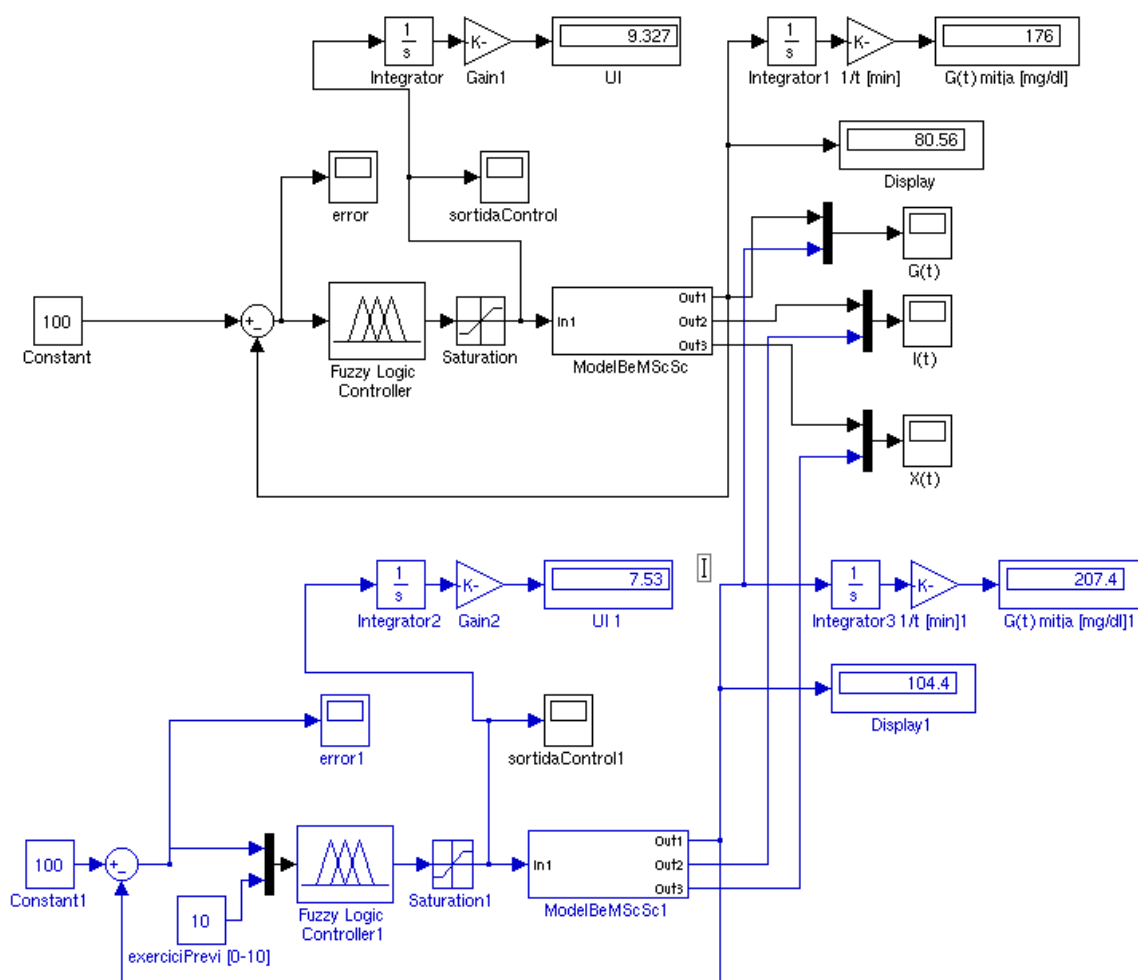 1
s
Integrator
-K-
Gain1
9.327
UI
1
s
Integrator1
-K-
1/t [min]
176
G(t) mitja [mg/dl]
80.56
Display
error
sortidaControl
G(t)
100
Constant
+
−
Fuzzy Logic
Controller
Saturation
In1
Out1
Out2
Out3
ModelBeMScSc
I(t)
X(t)
1
s
Integrator2
-K-
Gain2
7.53
UI 1
1
s
Integrator3
-K-
1/t [min]1
207.4
G(t) mitja [mg/dl]1
104.4
Display1
error1
sortidaControl1
100
Constant1
+
−
10
exerciciPrevi [0-10]
Fuzzy Logic
Controller1
Saturation1
In1
Out1
Out2
Out3
ModelBeMScSc1